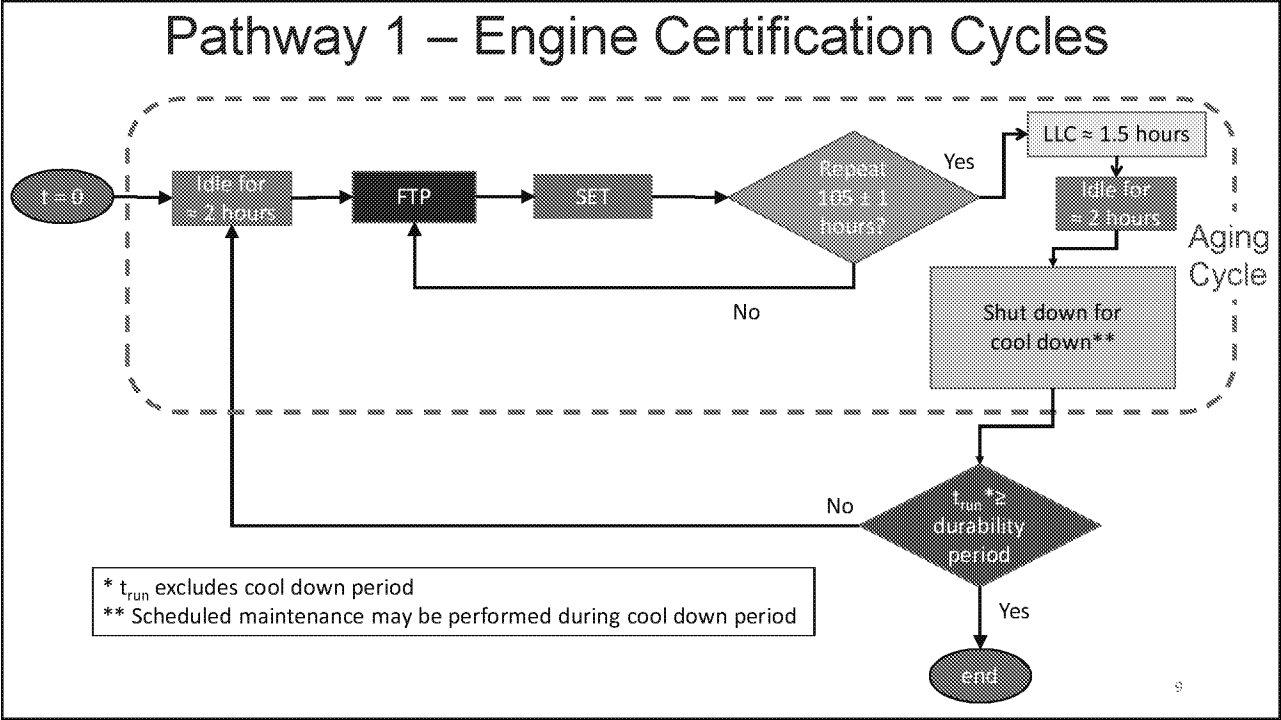 Pathway 1 – Engine Certification Cycles
t = 0
Idle for
≈ 2 hours
FTP
SET
Repeat
105 ± 1
hours?
Yes
No
LLC ≈ 1.5 hours
Idle for
≈ 2 hours
Aging
Cycle
Shut down for
cool down**
No
t_run *≥
durability
period
Yes
end
* t_run excludes cool down period
** Scheduled maintenance may be performed during cool down period
9